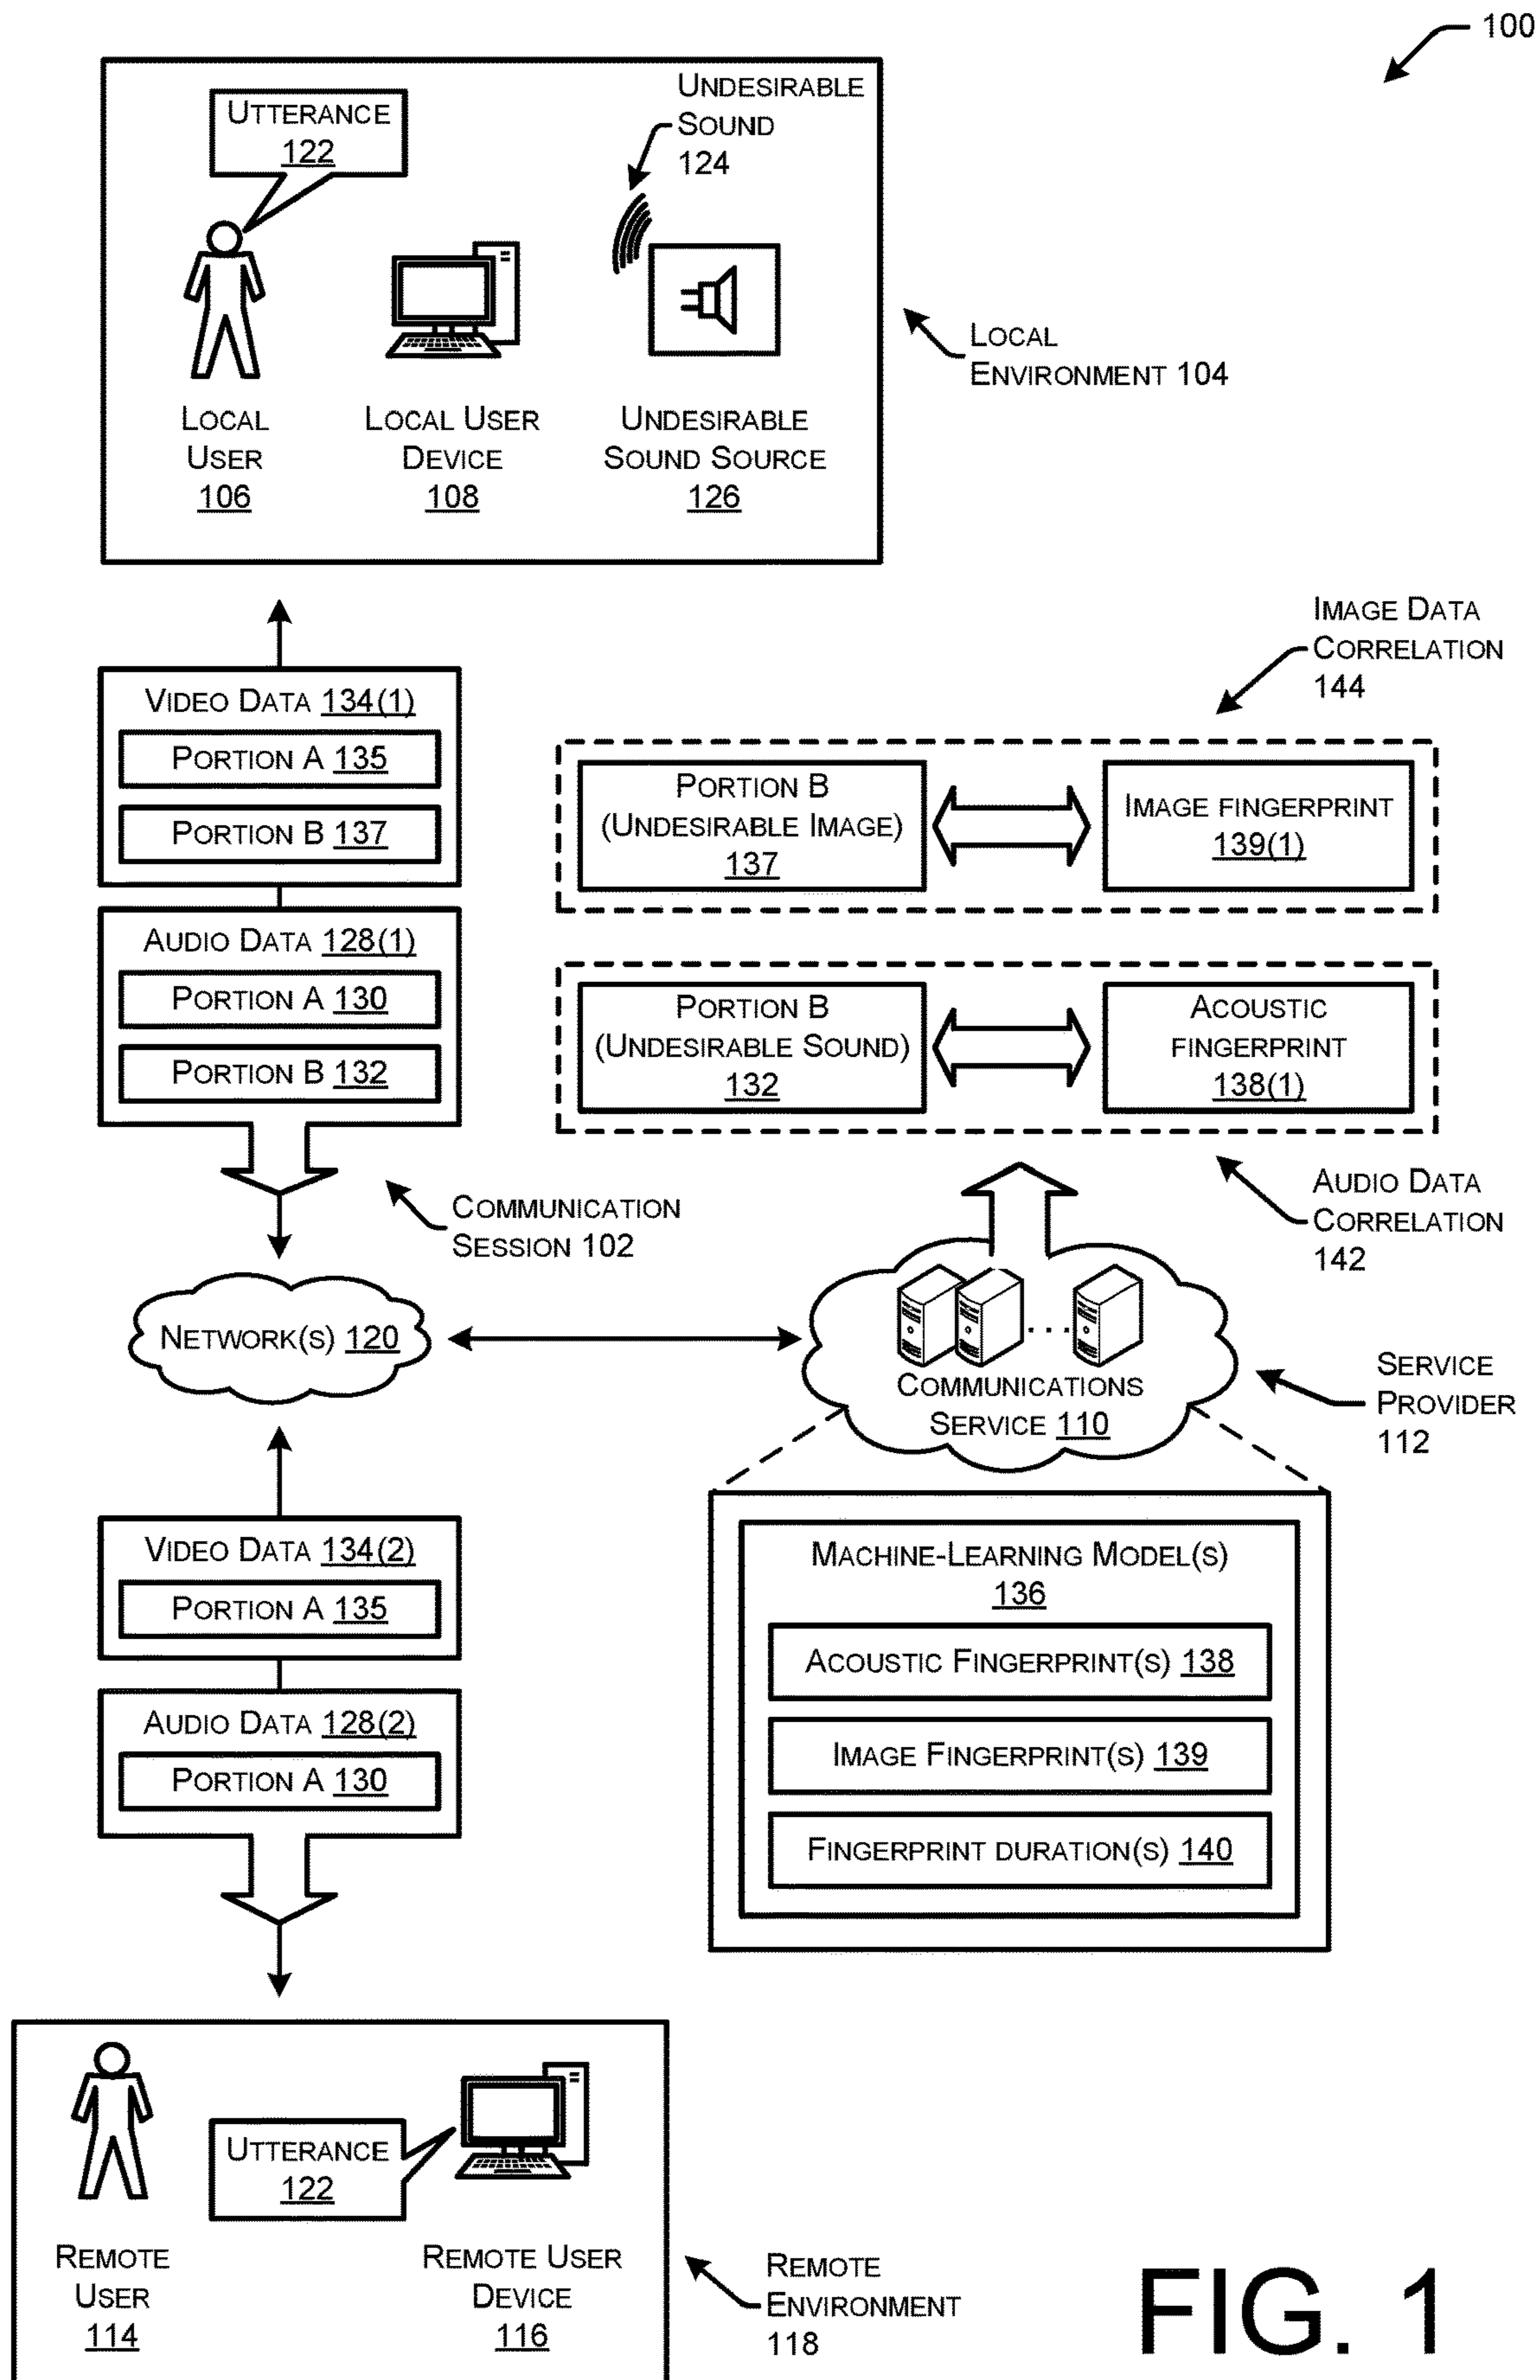 100
UTTERANCE
122
UNDESIRABLE
SOUND
124
LOCAL
USER
106
LOCAL USER
DEVICE
108
UNDESIRABLE
SOUND SOURCE
126
LOCAL
ENVIRONMENT 104
VIDEO DATA 134(1)
PORTION A 135
PORTION B 137
AUDIO DATA 128(1)
PORTION A 130
PORTION B 132
IMAGE DATA
CORRELATION
144
PORTION B
(UNDESIRABLE IMAGE)
137
IMAGE FINGERPRINT
139(1)
PORTION B
(UNDESIRABLE SOUND)
132
ACOUSTIC
FINGERPRINT
138(1)
AUDIO DATA
CORRELATION
142
COMMUNICATION
SESSION 102
NETWORK(S) 120
...
COMMUNICATIONS
SERVICE 110
SERVICE
PROVIDER
112
VIDEO DATA 134(2)
PORTION A 135
AUDIO DATA 128(2)
PORTION A 130
MACHINE-LEARNING MODEL(S)
136
ACOUSTIC FINGERPRINT(S) 138
IMAGE FINGERPRINT(S) 139
FINGERPRINT DURATION(S) 140
UTTERANCE
122
REMOTE
USER
114
REMOTE USER
DEVICE
116
REMOTE
ENVIRONMENT
118
FIG. 1